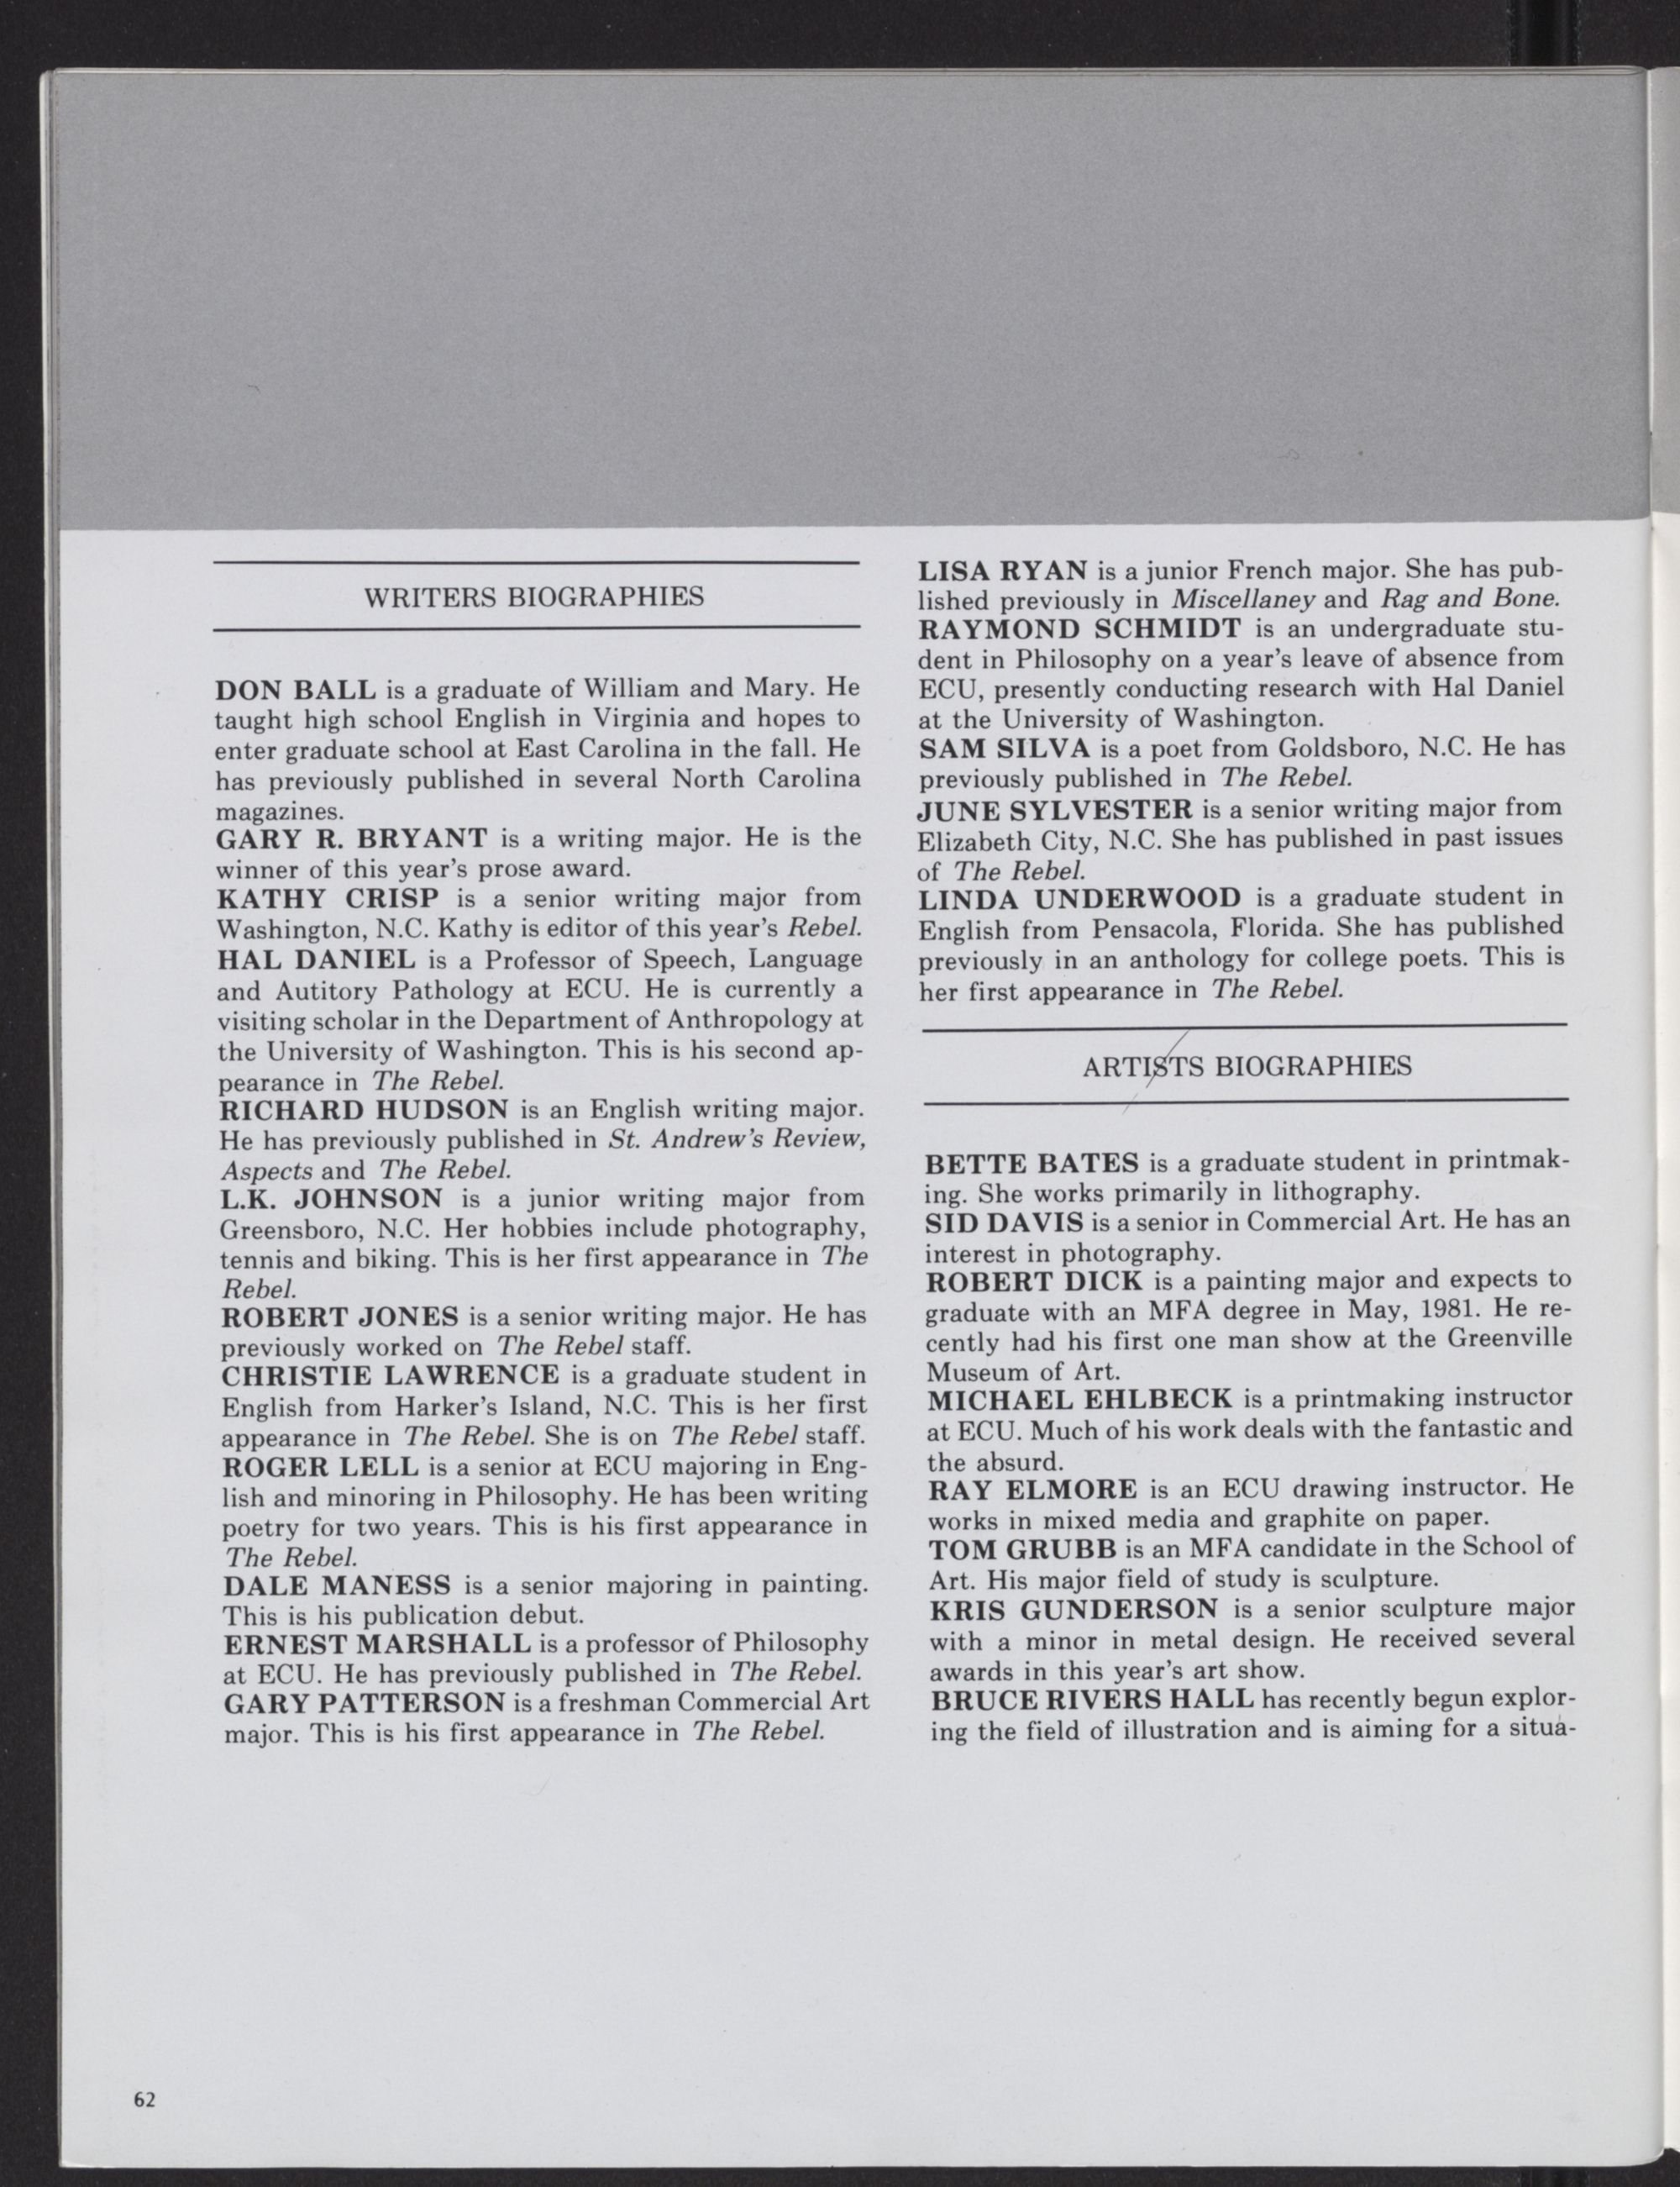 WRITERS BIOGRAPHIES
DON BALL is a graduate of William and Mary. He
taught high school English in Virginia and hopes to
enter graduate school at East Carolina in the fall. He
has previously published in several North Carolina
magazines.
GARY R. BRYANT is a writing major. He is the
winner of this year's prose award.
KATHY CRISP is a senior writing major from
Washington, N.C. Kathy is editor of this year's Rebel.
HAL DANIEL is a Professor of Speech, Language
and Autitory Pathology at ECU. He is currently a
visiting scholar in the Department of Anthropology at
the University of Washington. This is his second ap-
pearance in The Rebel.
RICHARD HUDSON is an English writing major.
He has previously published in St. Andrew's Review,
Aspects and The Rebel.
L.K. JOHNSON is a junior writing major from
Greensboro, N.C. Her hobbies include photography,
tennis and biking. This is her first appearance in The
Rebel.
ROBERT JONES is a senior writing major. He has
previously worked on The Rebel staff.
CHRISTIE LAWRENCE is a graduate student in
English from Harker's Island, N.C. This is her first
appearance in The Rebel. She is on The Rebel staff.
ROGER LELL is a senior at ECU majoring in Eng-
lish and minoring in Philosophy. He has been writing
poetry for two years. This is his first appearance in
The Rebel.
DALE MANESS is a senior majoring in painting.
This is his publication debut.
ERNEST MARSHALL is a professor of Philosophy
at ECU. He has previously published in The Rebel.
GARY PATTERSON is a freshman Commercial Art
major. This is his first appearance in The Rebel.
LISA RYAN is a junior French major. She has pub-
lished previously in Miscellaney and Rag and Bone.
RAYMOND SCHMIDT is an undergraduate stu-
dent in Philosophy on a year's leave of absence from
ECU, presently conducting research with Hal Daniel
at the University of Washington.
SAM SILVA is a poet from Goldsboro, N.C. He has
previously published in The Rebel.
JUNE SYLVESTER is a senior writing major from
Elizabeth City, N.C. She has published in past issues
of The Rebel.
LINDA UNDERWOOD is a graduate student in
English from Pensacola, Florida. She has published
previously in an anthology for college poets. This is
her first appearance in The Rebel.
ARTISTS BIOGRAPHIES
BETTE BATES is a graduate student in printmak-
ing. She works primarily in lithography.
SID DAVIS is a senior in Commercial Art. He has an
interest in photography.
ROBERT DICK is a painting major and expects to
graduate with an MFA degree in May, 1981. He re-
cently had his first one man show at the Greenville
Museum of Art.
MICHAEL EHLBECK is a printmaking instructor
at ECU. Much of his work deals with the fantastic and
the absurd.
RAY ELMORE is an ECU drawing instructor. He
works in mixed media and graphite on paper.
TOM GRUBB is an MFA candidate in the School of
Art. His major field of study is sculpture.
KRIS GUNDERSON is a senior sculpture major
with a minor in metal design. He received several
awards in this year's art show.
BRUCE RIVERS HALL has recently begun explor-
ing the field of illustration and is aiming for a situa-
62